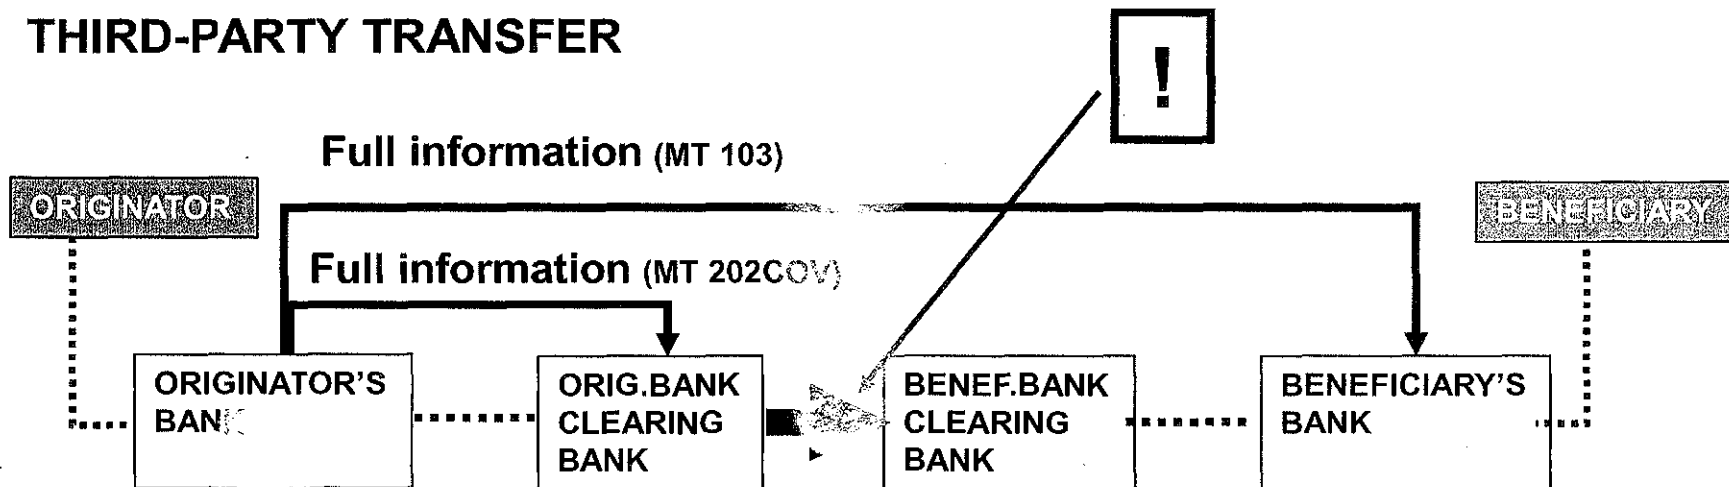 THIRD-PARTY TRANSFER
!
Full information (MT 103)
ORIGINATOR
BENEFICIARY
Full information (MT 202COV)
ORIGINATOR'S
BANK
ORIG.BANK
CLEARING
BANK
BENEF.BANK
CLEARING
BANK
BENEFICIARY'S
BANK